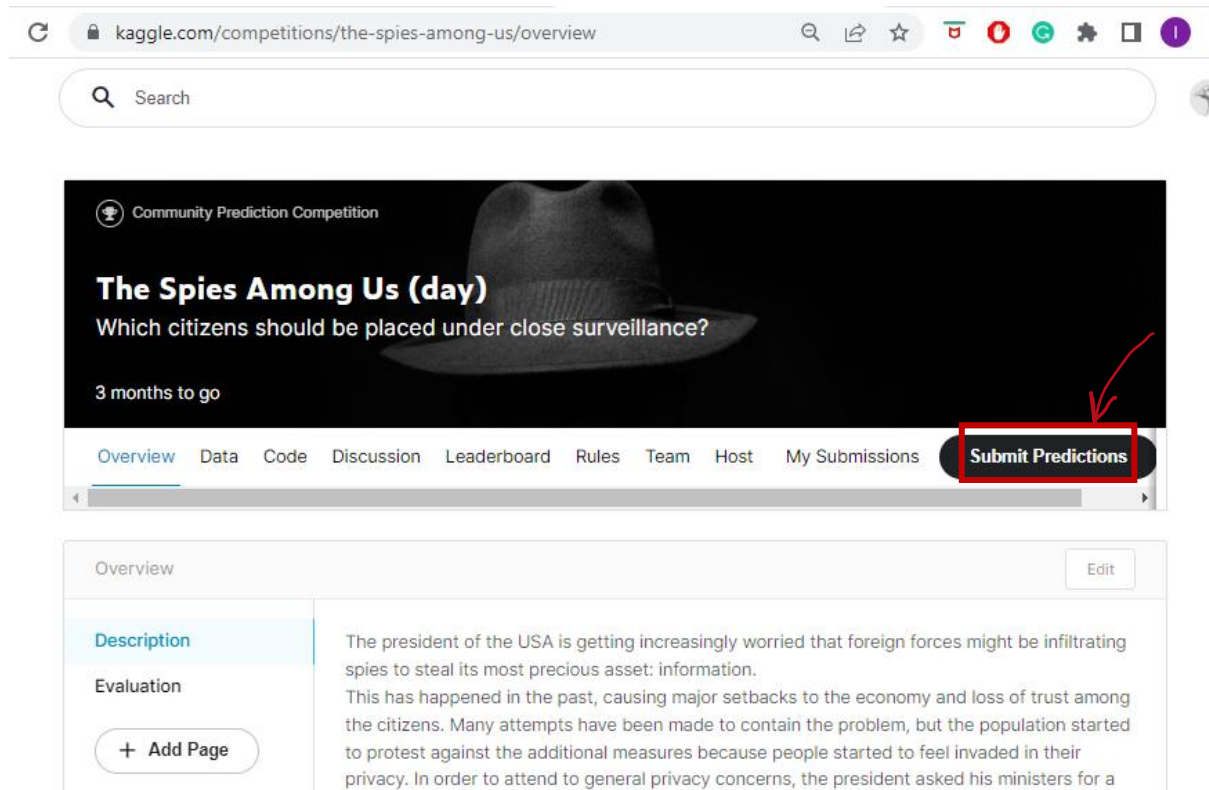 kaggle.com/competitions/the-spies-among-us/overview
I
Search
Community Prediction Competition
The Spies Among Us (day)
Which citizens should be placed under close surveillance?
3 months to go
Overview Data Code Discussion Leaderboard Rules Team Host My Submissions Submit Predictions
Overview Edit
Description
Evaluation
+ Add Page
The president of the USA is getting increasingly worried that foreign forces might be infiltrating
spies to steal its most precious asset: information.
This has happened in the past, causing major setbacks to the economy and loss of trust among
the citizens. Many attempts have been made to contain the problem, but the population started
to protest against the additional measures because people started to feel invaded in their
privacy. In order to attend to general privacy concerns, the president asked his ministers for a